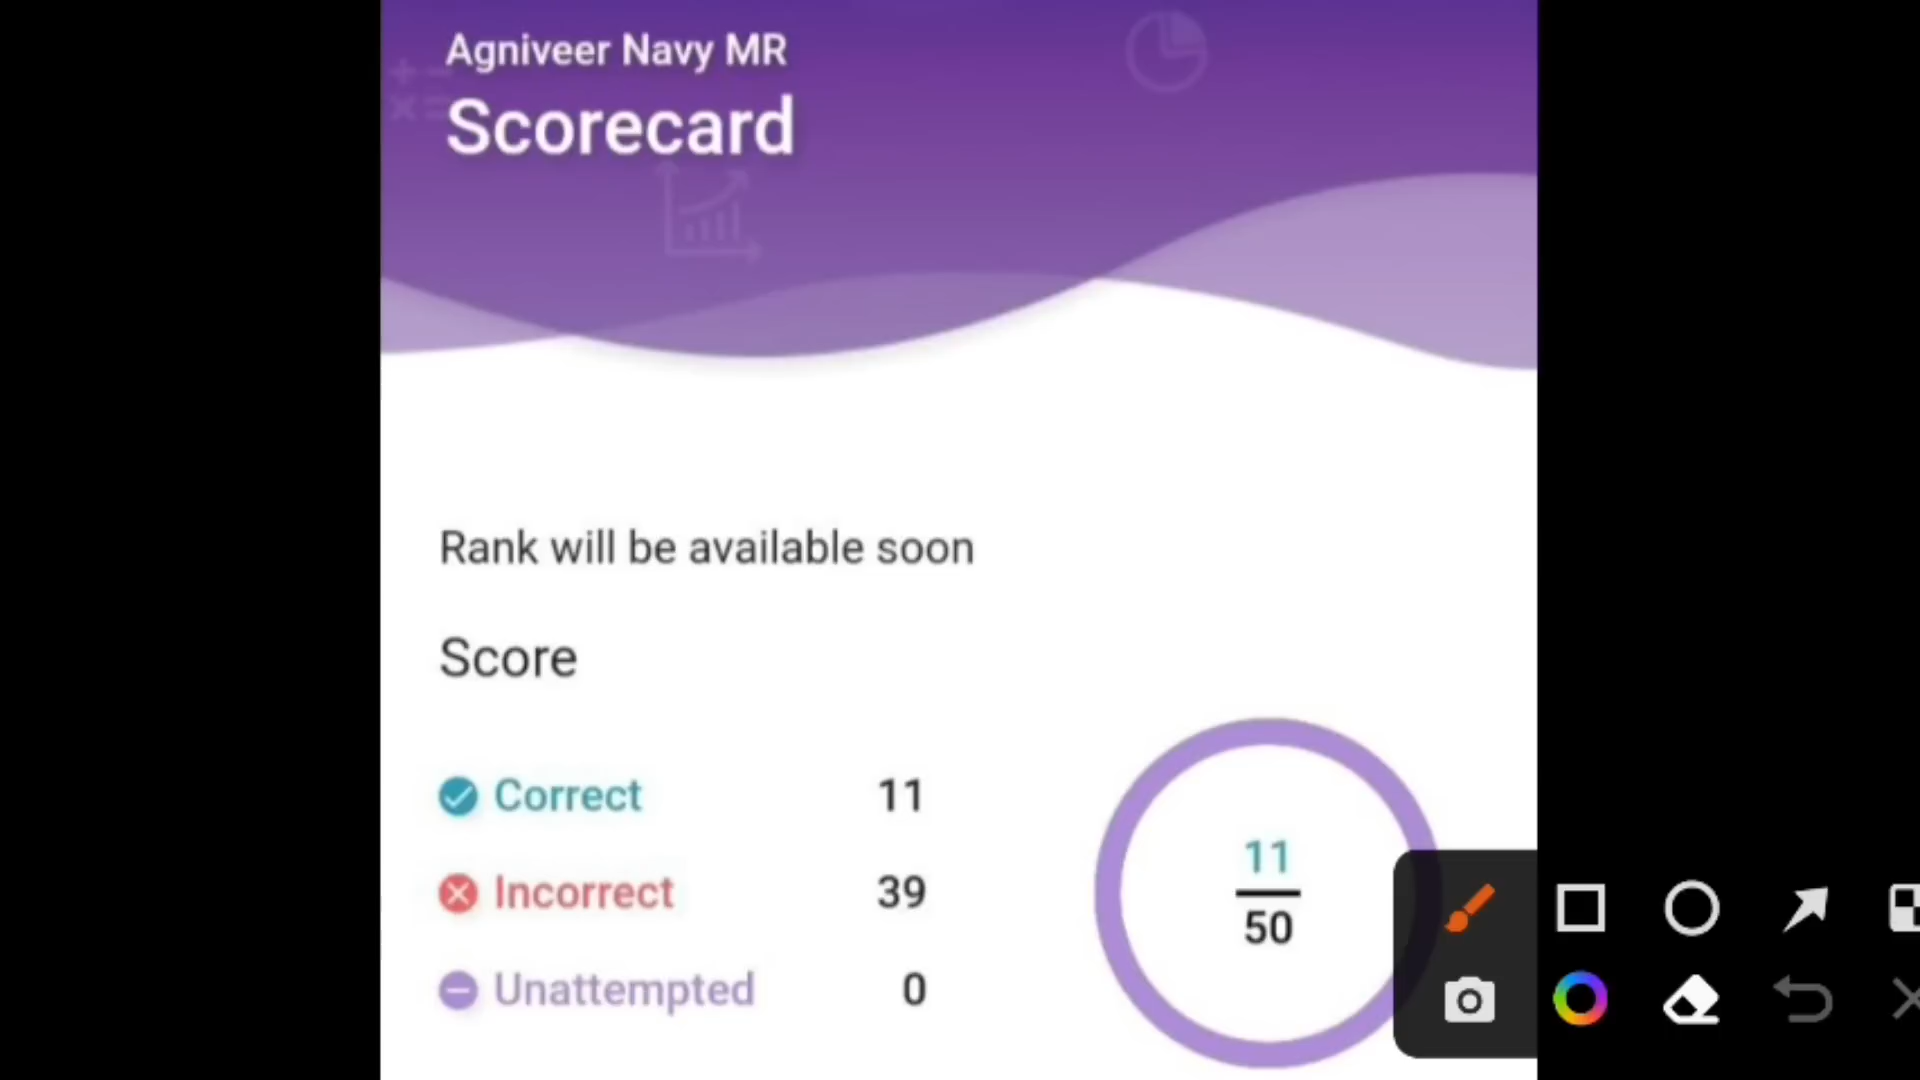 Agniveer Navy MR
Scorecard
Rank will be available soon
Score
Correct 11
Incorrect 39
Unattempted 0
11
50